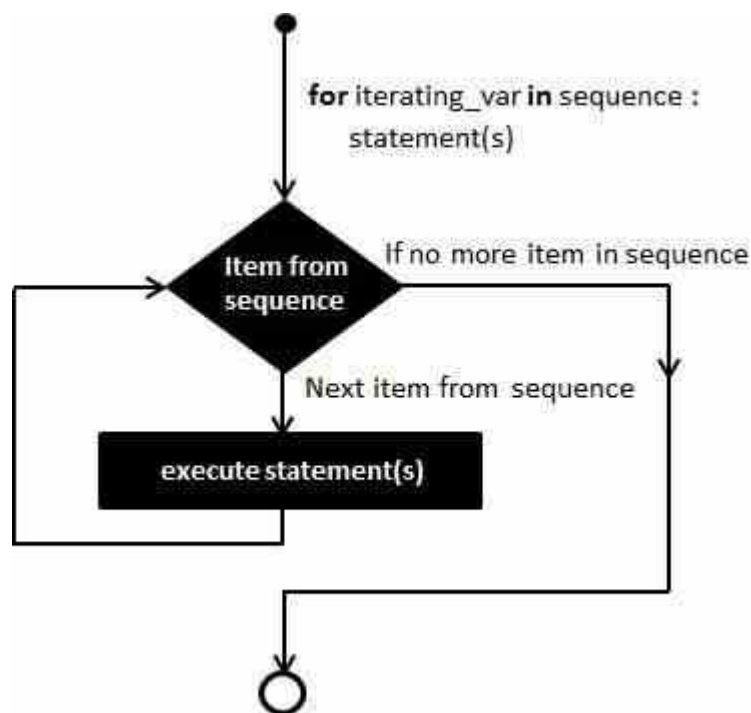 for iterating_var in sequence :
statement(s)
If no more item in sequence
Item from
sequence
Next item from sequence
execute statement(s)